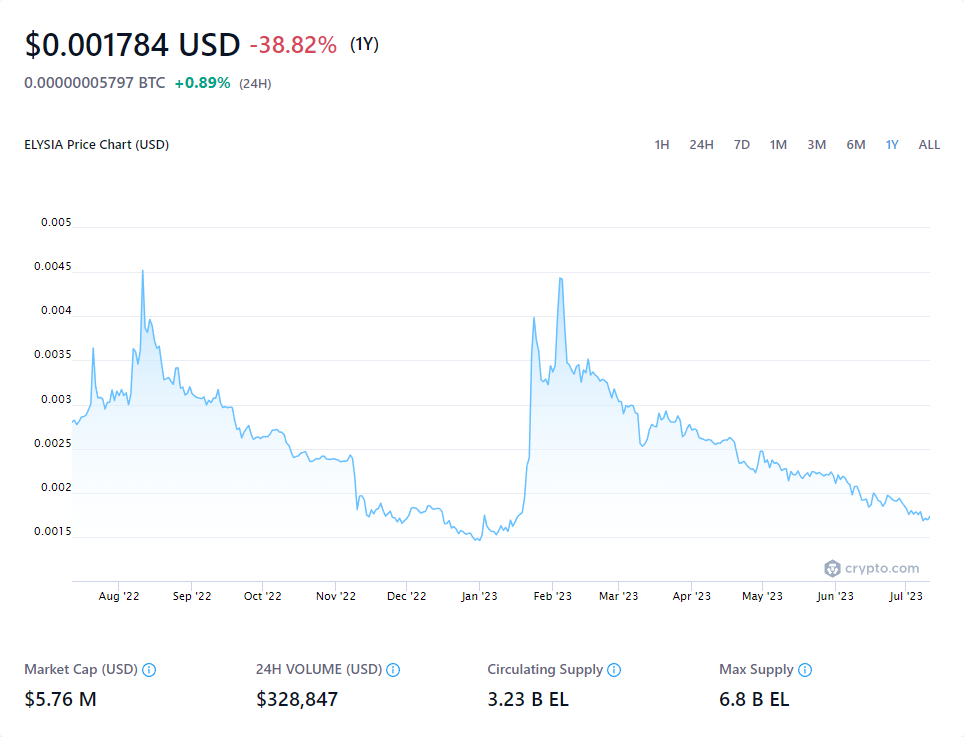 $0.001784 USD -38.82% (1Y)
0.00000005797 BTC +0.89% (24H)
ELYSIA Price Chart (USD) 1H 24H 7D 1M 3M 6M 1Y ALL
0.005
0.0045
0.004
0.0035
0.003
0.0025
0.002
0.0015
crypto.com
Aug '22 Sep '22 Oct '22 Nov '22 Dec '22 Jan '23 Feb '23 Mar '23 Apr '23 May '23 Jun '23 Jul '23
Market Cap (USD) 24H VOLUME (USD) Circulating Supply Max Supply
$5.76 M $328,847 3.23 B EL 6.8 B EL